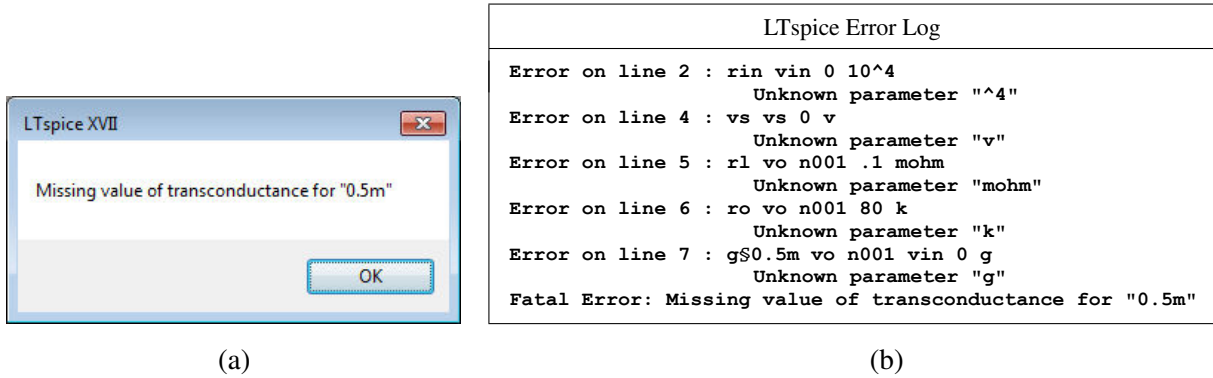 LTspice XVII
Missing value of transconductance for "0.5m"
OK
(a)
LTspice Error Log
Error on line 2 : rin vin 0 10^4
Unknown parameter "^4"
Error on line 4 : vs vs 0 v
Unknown parameter "v"
Error on line 5 : rl vo n001 .1 mohm
Unknown parameter "mohm"
Error on line 6 : ro vo n001 80 k
Unknown parameter "k"
Error on line 7 : g§0.5m vo n001 vin 0 g
Unknown parameter "g"
Fatal Error: Missing value of transconductance for "0.5m"
(b)